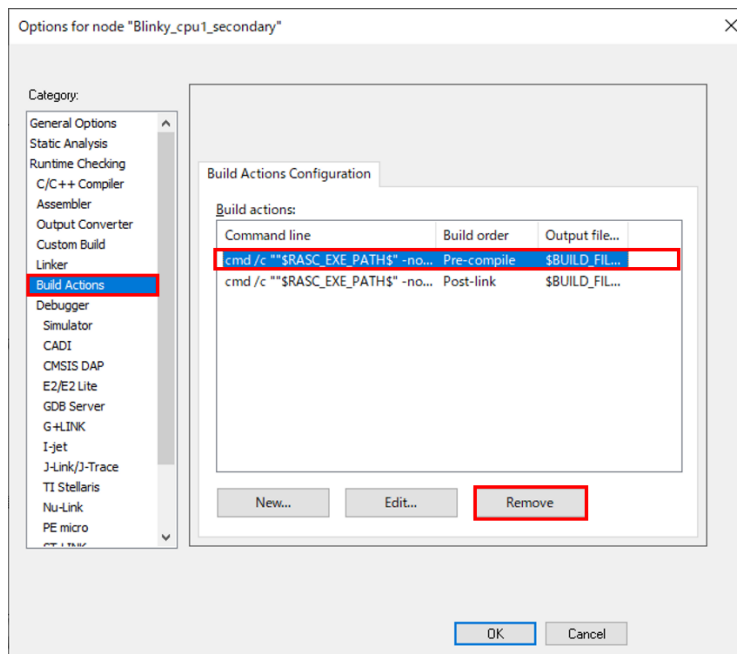 Options for node "Blinky_cpu1_secondary"
Category:
General Options
Static Analysis
Runtime Checking
C/C++ Compiler
Assembler
Output Converter
Custom Build
Linker
Build Actions
Debugger
Simulator
CADI
CMSIS DAP
E2/E2 Lite
GDB Server
G+LINK
I-jet
J-Link/J-Trace
TI Stellaris
Nu-Link
PE micro
ST-LINK
Build Actions Configuration
Build actions:
Command line Build order Output file...
cmd /c ""$RASC_EXE_PATH$" -no... Pre-compile $BUILD_FIL...
cmd /c ""$RASC_EXE_PATH$" -no... Post-link $BUILD_FIL...
New... Edit... Remove
OK Cancel